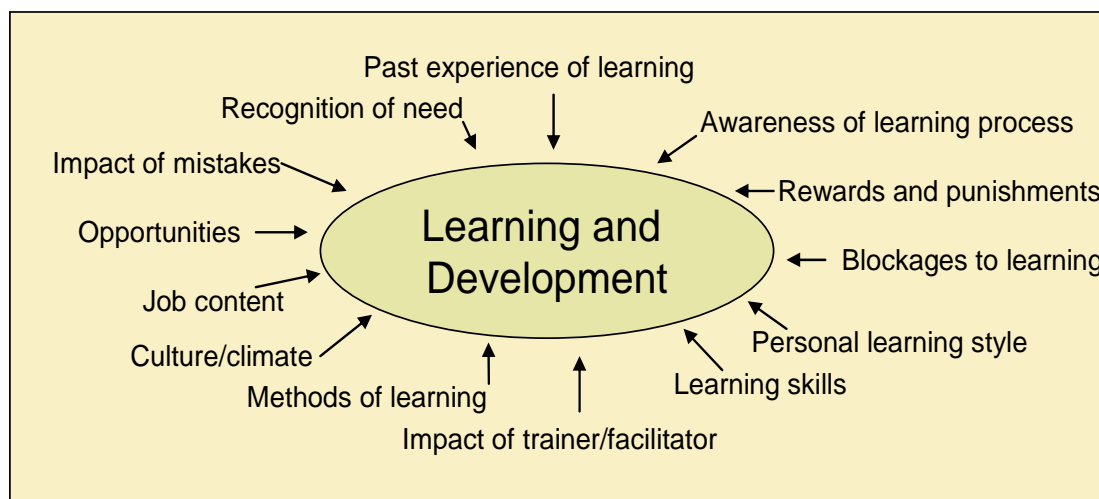 Past experience of learning
Recognition of need
Awareness of learning process
Impact of mistakes
Rewards and punishments
Opportunities
Learning and
Development
Blockages to learning
Job content
Personal learning style
Culture/climate
Learning skills
Methods of learning
Impact of trainer/facilitator